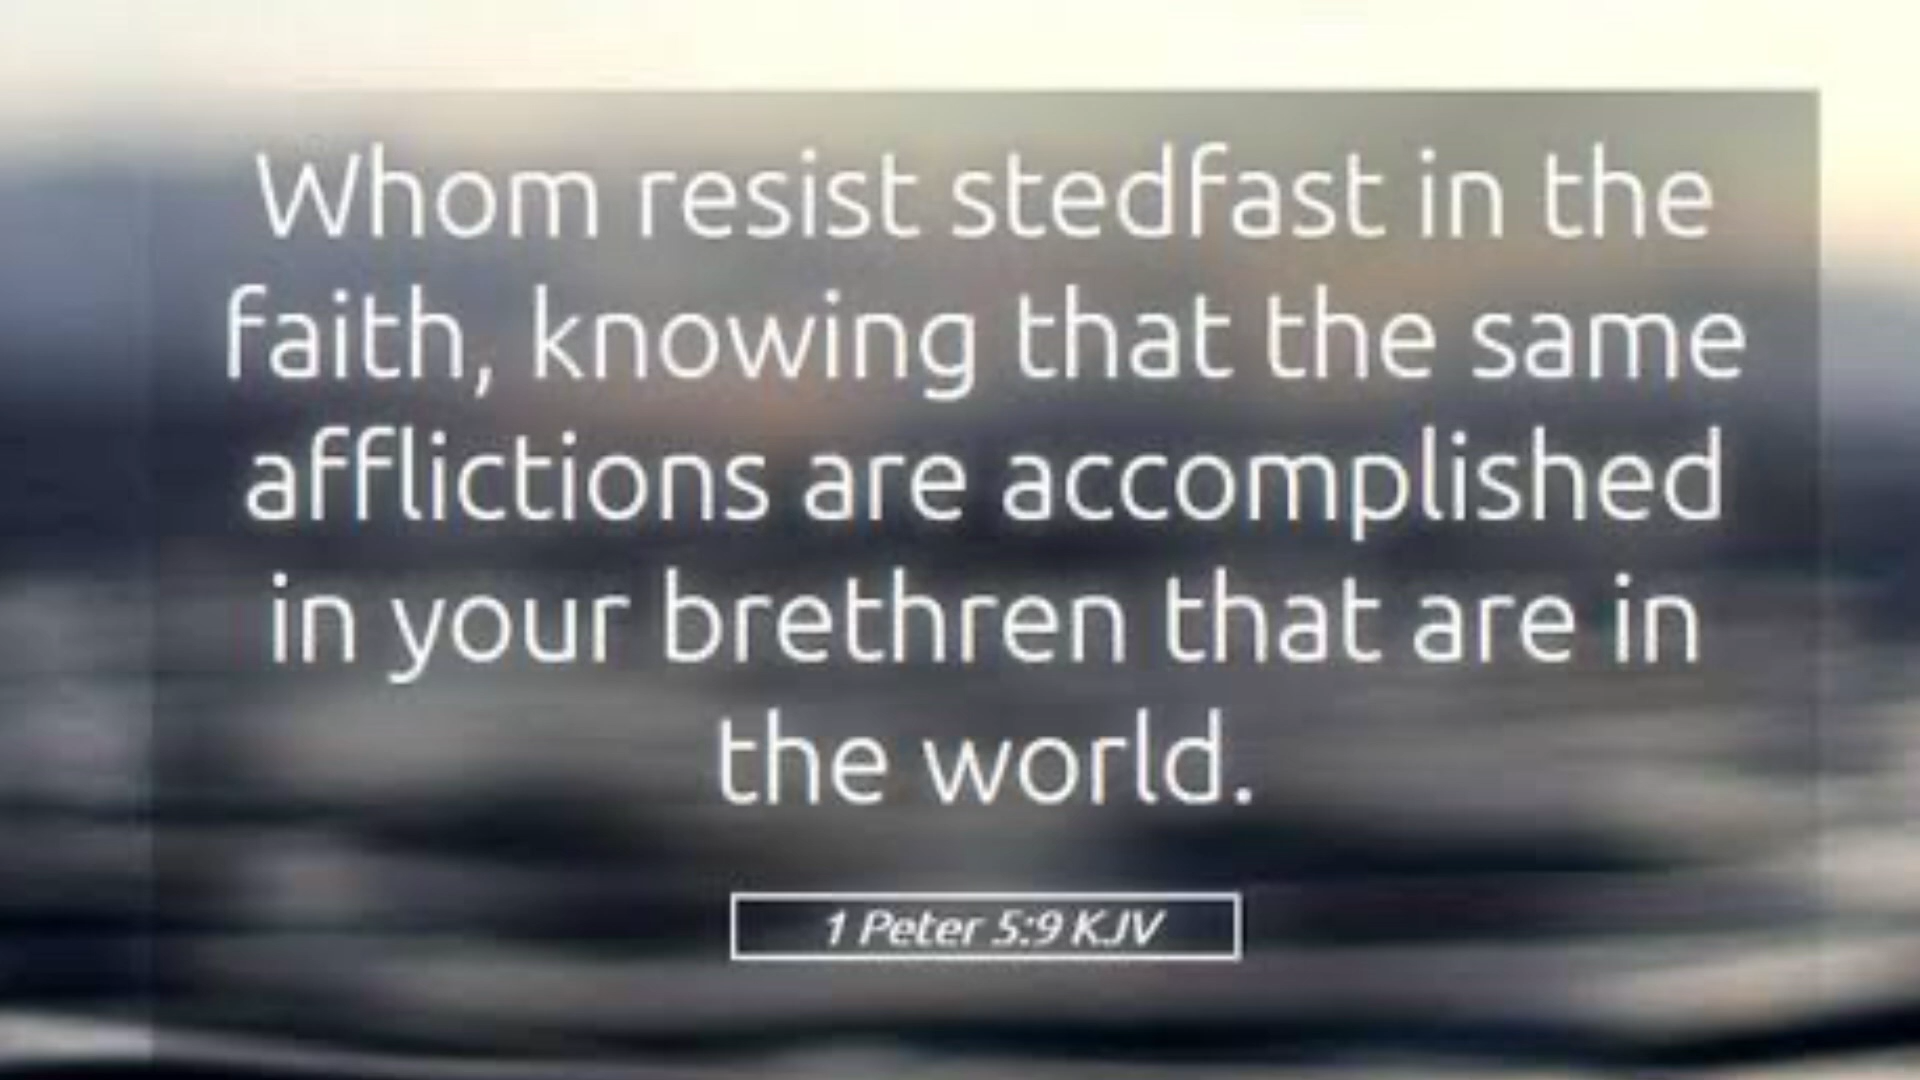 Whom resist stedfast in the
faith, knowing that the same
afflictions are accomplished
in your brethren that are in
the world.
1 Peter 5:9 KJV